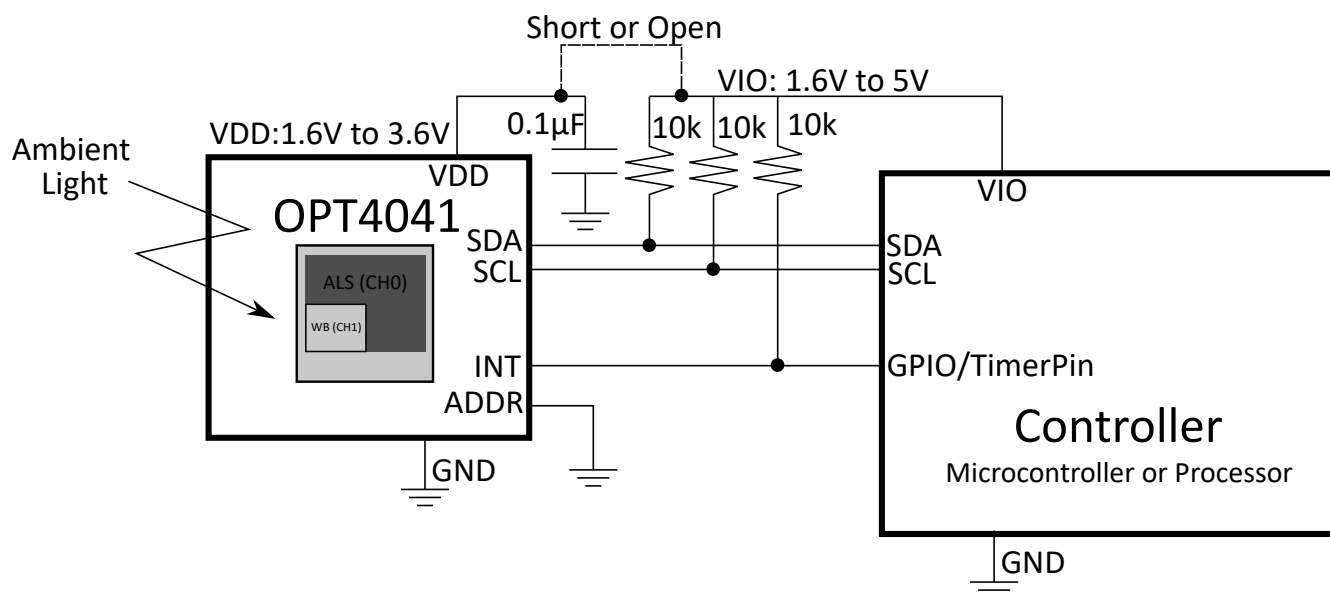 Short or Open
VIO: 1.6V to 5V
VDD:1.6V to 3.6V
0.1µF
10k
10k
10k
Ambient
Light
VDD
OPT4041
SDA
SCL
ALS (CH0)
WB (CH1)
INT
ADDR
GND
VIO
SDA
SCL
GPIO/TimerPin
Controller
Microcontroller or Processor
GND